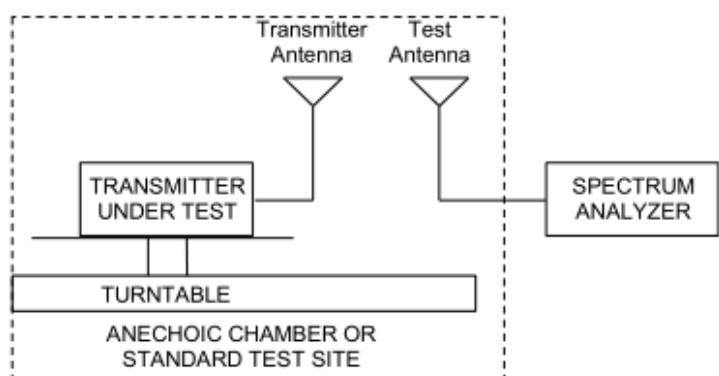 Transmitter
Antenna
Test
Antenna
TRANSMITTER
UNDER TEST
SPECTRUM
ANALYZER
TURNTABLE
ANECHOIC CHAMBER OR
STANDARD TEST SITE